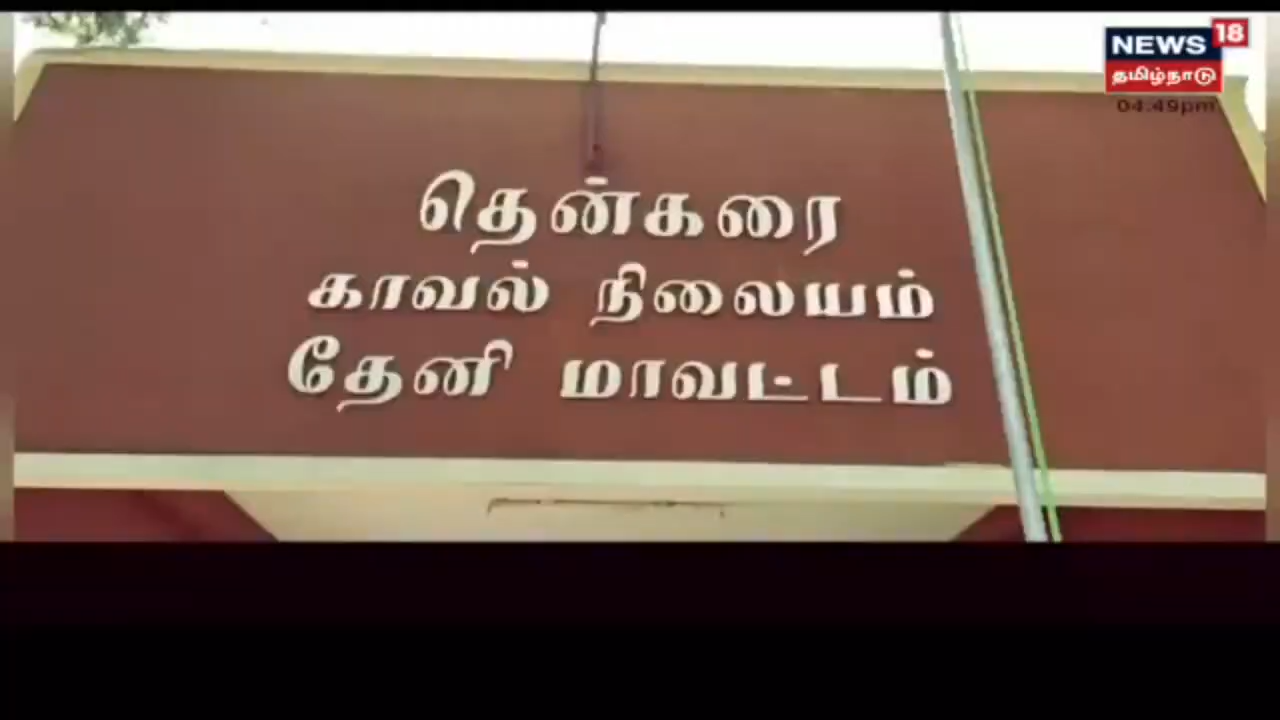 NEWS 18
தமிழ்நாடு
04:49pm
தென்கரை
காவல் நிலையம்
தேனி மாவட்டம்